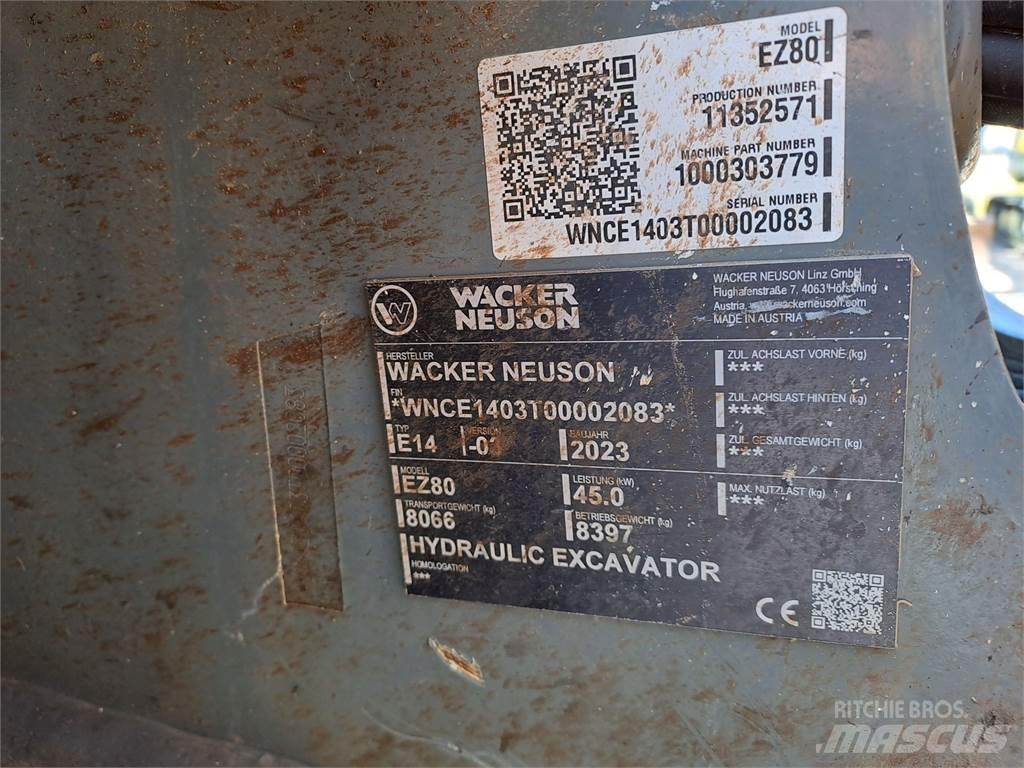 MODEL
EZ80
PRODUCTION NUMBER
11352571
MACHINE PART NUMBER
1000303779
SERIAL NUMBER
WNCE1403T00002083
W
WACKER
NEUSON
WACKER NEUSON Linz GmbH
Flughafenstraße 7, 4063 Hörsching
Austria, www.wackerneuson.com
MADE IN AUSTRIA
HERSTELLER
WACKER NEUSON
FIN
*WNCE1403T00002083*
TYP
E14
VERSION
BAUJAHR
2023
MODELL
EZ80
LEISTUNG (kW)
45.0
TRANSPORTGEWICHT (kg)
8066
BETRIEBSGEWICHT (kg)
8397
HYDRAULIC EXCAVATOR
HOMOLOGATION
***
ZUL. ACHSLAST VORNE (kg)
***
ZUL. ACHSLAST HINTEN (kg)
***
ZUL. GESAMTGEWICHT (kg)
***
MAX. NUTZLAST (kg)
***
CE
RITCHIE BROS.
MASCUS